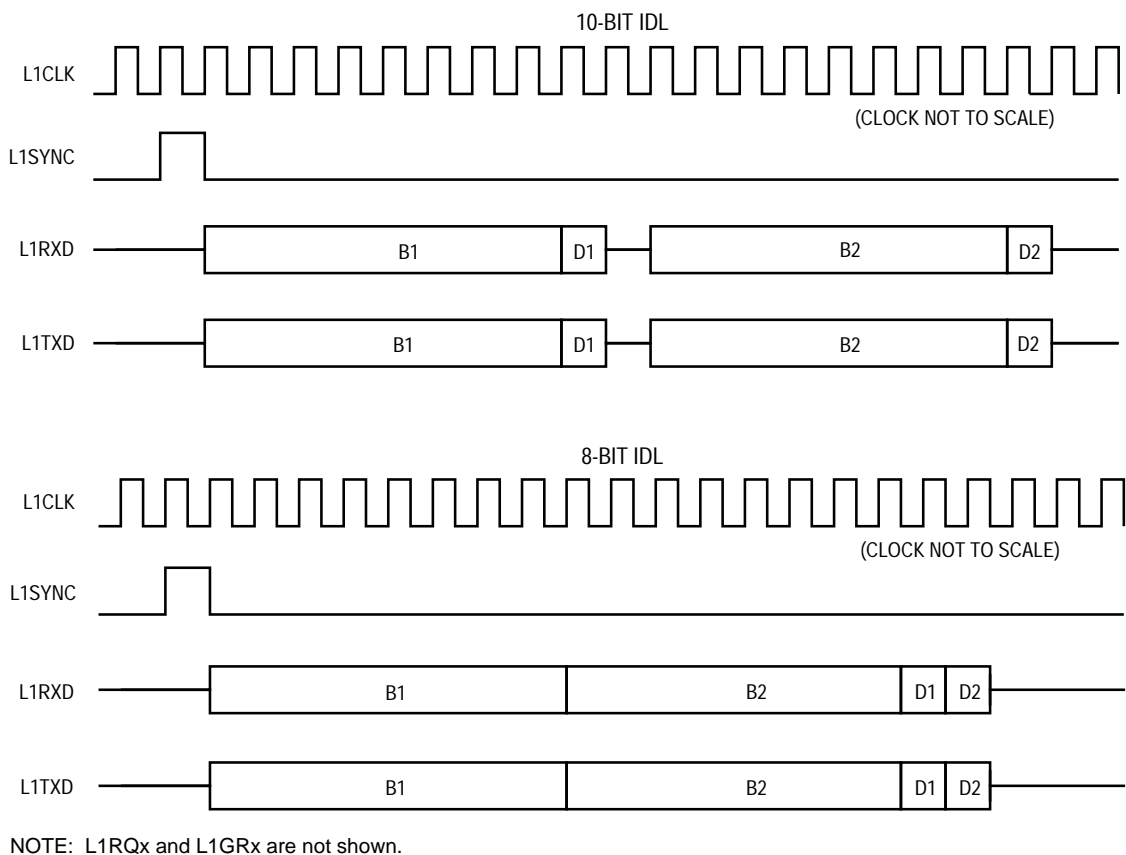 10-BIT IDL
L1CLK
(CLOCK NOT TO SCALE)
L1SYNC
L1RXD B1 D1 B2 D2
L1TXD B1 D1 B2 D2
8-BIT IDL
L1CLK
(CLOCK NOT TO SCALE)
L1SYNC
L1RXD B1 B2 D1 D2
L1TXD B1 B2 D1 D2
NOTE: L1RQx and L1GRx are not shown.